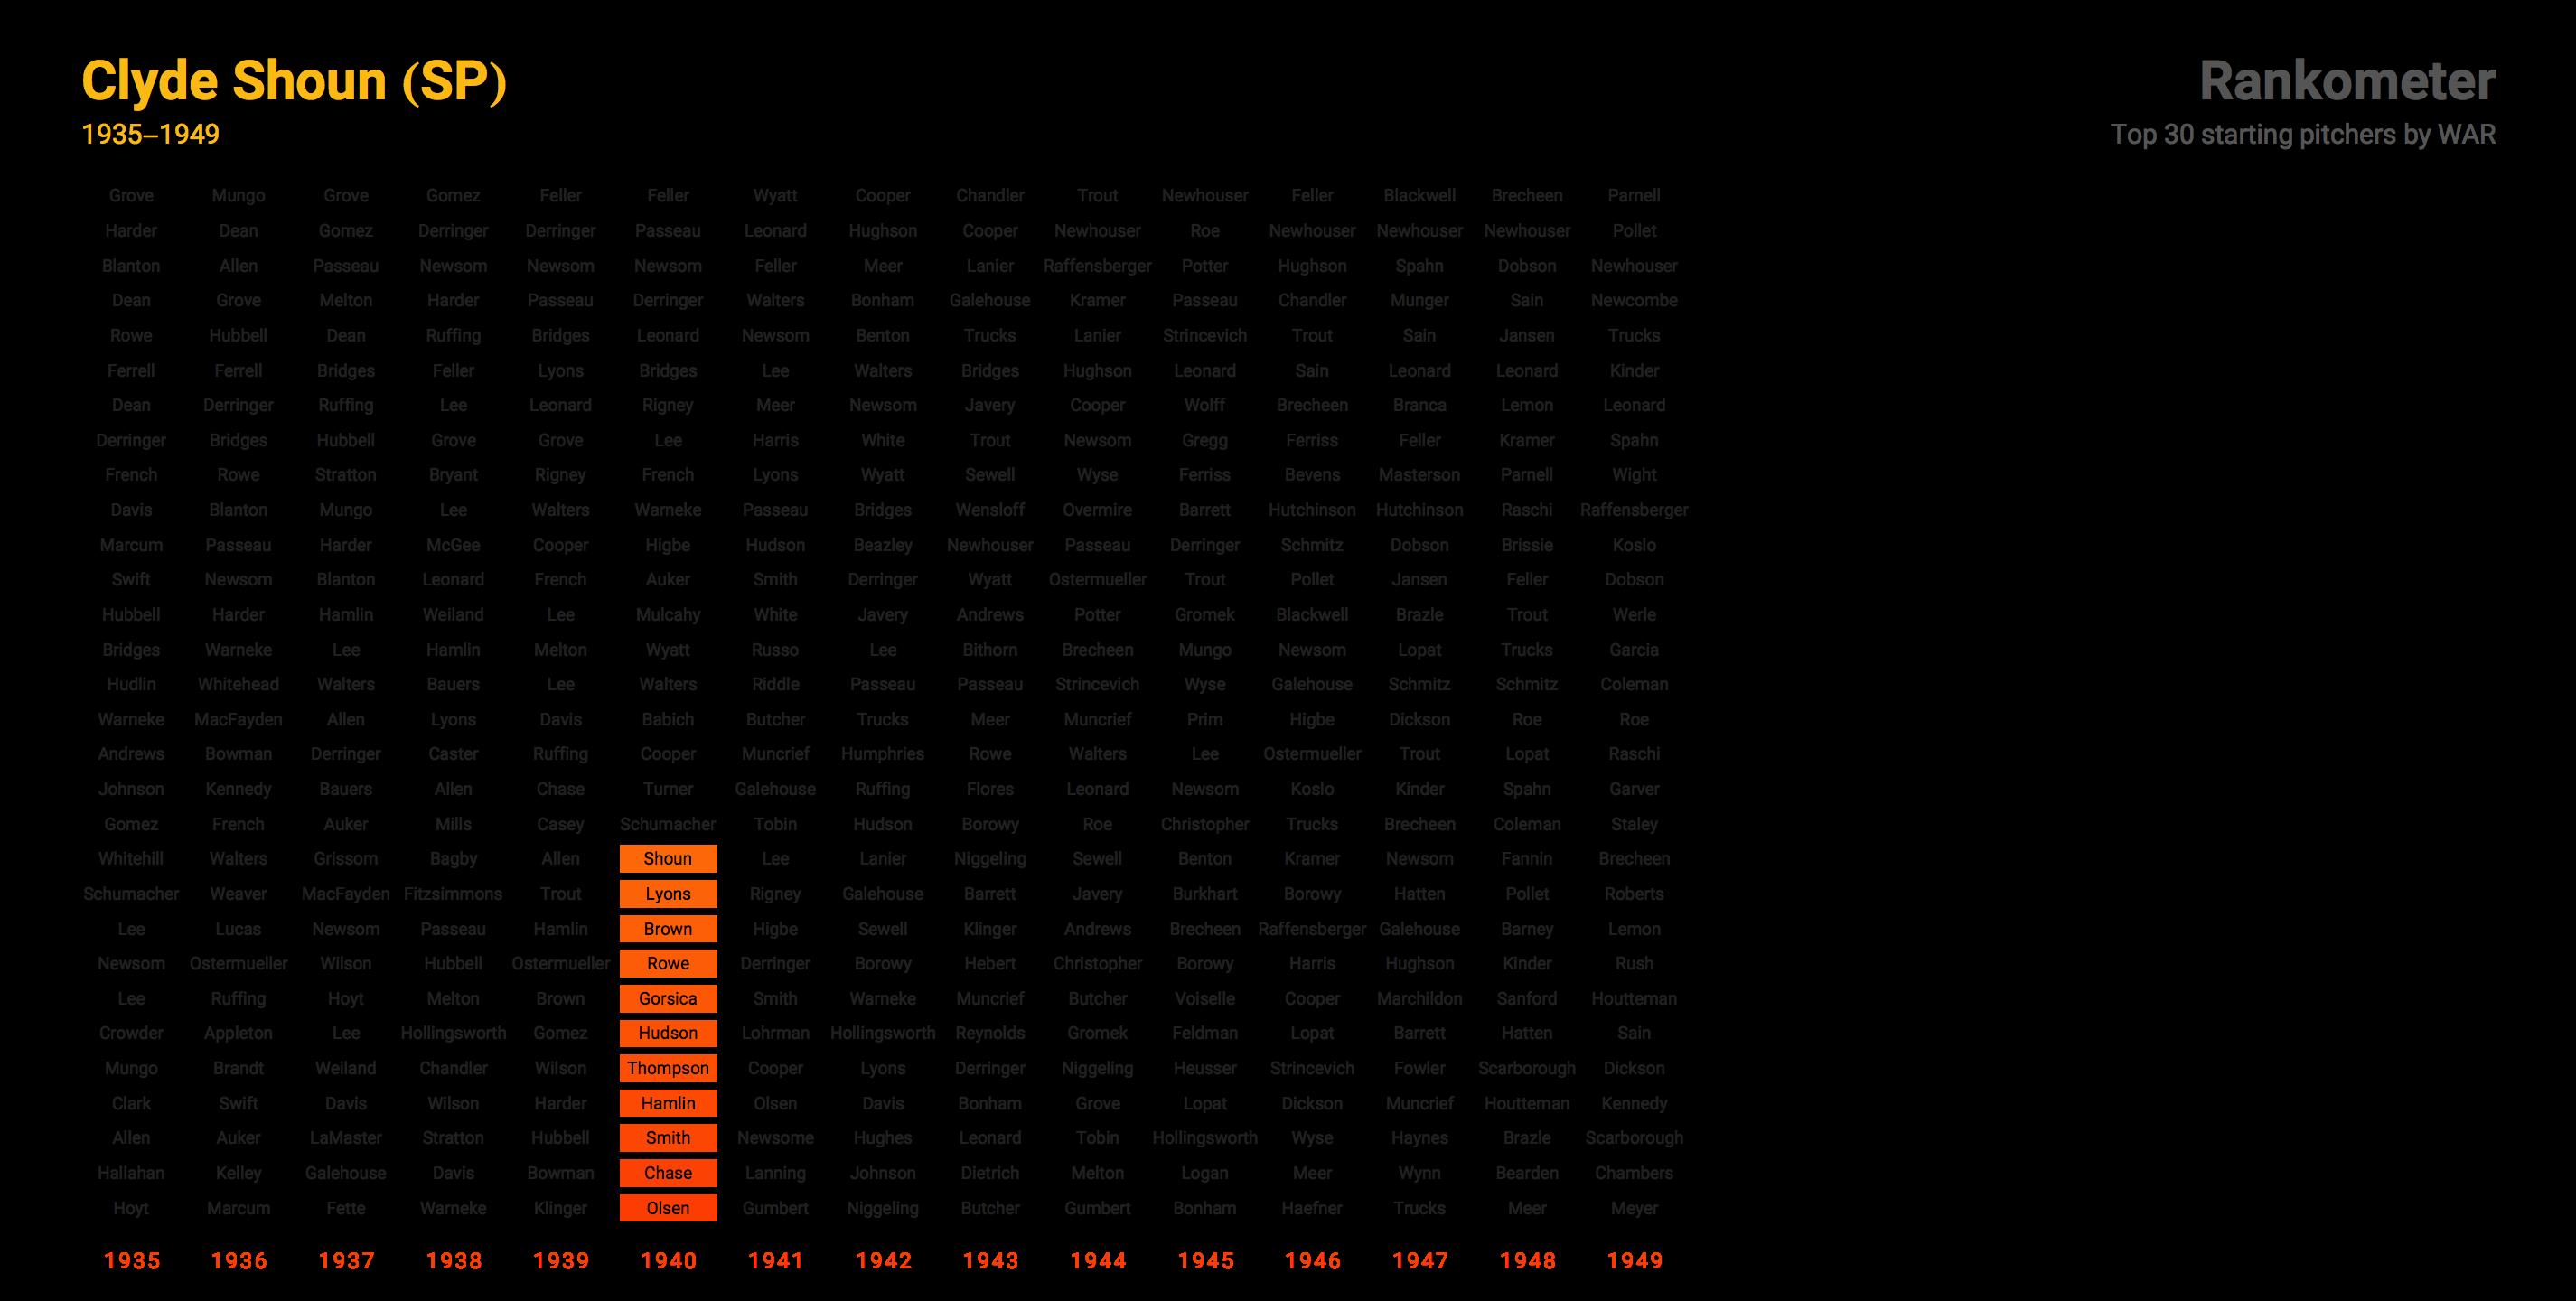 Clyde Shoun (SP)
Rankometer
1935–1949
Top 30 starting pitchers by WAR
Grove Mungo Grove Gomez Feller Feller Wyatt Cooper Chandler Trout Newhouser Feller Blackwell Brecheen Parnell
Harder Dean Gomez Derringer Derringer Passeau Leonard Hughson Cooper Newhouser Roe Newhouser Newhouser Newhouser Pollet
Blanton Allen Passeau Newsom Newsom Newsom Feller Meer Lanier Raffensberger Potter Hughson Spahn Dobson Newhouser
Dean Grove Melton Harder Passeau Derringer Walters Bonham Galehouse Kramer Passeau Chandler Munger Sain Newcombe
Rowe Hubbell Dean Ruffing Bridges Leonard Newsom Benton Trucks Lanier Strincevich Trout Sain Jansen Trucks
Ferrell Ferrell Bridges Feller Lyons Bridges Lee Walters Bridges Hughson Leonard Sain Leonard Leonard Kinder
Dean Derringer Ruffing Lee Leonard Rigney Meer Newsom Javery Cooper Wolff Brecheen Branca Lemon Leonard
Derringer Bridges Hubbell Grove Grove Lee Harris White Trout Newsom Gregg Ferriss Feller Kramer Spahn
French Rowe Stratton Bryant Rigney French Lyons Wyatt Sewell Wyse Ferriss Bevens Masterson Parnell Wight
Davis Blanton Mungo Lee Walters Warneke Passeau Bridges Wensloff Overmire Barrett Hutchinson Hutchinson Raschi Raffensberger
Marcum Passeau Harder McGee Cooper Higbe Hudson Beazley Newhouser Passeau Derringer Schmitz Dobson Brissie Koslo
Swift Newsom Blanton Leonard French Auker Smith Derringer Wyatt Ostermueller Trout Pollet Jansen Feller Dobson
Hubbell Harder Hamlin Weiland Lee Mulcahy White Javery Andrews Potter Gromek Blackwell Brazle Trout Werle
Bridges Warneke Lee Hamlin Melton Wyatt Russo Lee Bithorn Brecheen Mungo Newsom Lopat Trucks Garcia
Hudlin Whitehead Walters Bauers Lee Walters Riddle Passeau Passeau Strincevich Wyse Galehouse Schmitz Schmitz Coleman
Warneke MacFayden Allen Lyons Davis Babich Butcher Trucks Meer Muncrief Prim Higbe Dickson Roe Roe
Andrews Bowman Derringer Caster Ruffing Cooper Muncrief Humphries Rowe Walters Lee Ostermueller Trout Lopat Raschi
Johnson Kennedy Bauers Allen Chase Turner Galehouse Ruffing Flores Leonard Newsom Koslo Kinder Spahn Garver
Gomez French Auker Mills Casey Schumacher Tobin Hudson Borowy Roe Christopher Trucks Brecheen Coleman Staley
Whitehill Walters Grissom Bagby Allen Shoun Lee Lanier Niggeling Sewell Benton Kramer Newsom Fannin Brecheen
Schumacher Weaver MacFayden Fitzsimmons Trout Lyons Rigney Galehouse Barrett Javery Burkhart Borowy Hatten Pollet Roberts
Lee Lucas Newsom Passeau Hamlin Brown Higbe Sewell Klinger Andrews Brecheen Raffensberger Galehouse Barney Lemon
Newsom Ostermueller Wilson Hubbell Ostermueller Rowe Derringer Borowy Hebert Christopher Borowy Harris Hughson Kinder Rush
Lee Ruffing Hoyt Melton Brown Gorsica Smith Warneke Muncrief Butcher Voiselle Cooper Marchildon Sanford Houtteman
Crowder Appleton Lee Hollingsworth Gomez Hudson Lohrman Hollingsworth Reynolds Gromek Feldman Lopat Barrett Hatten Sain
Mungo Brandt Weiland Chandler Wilson Thompson Cooper Lyons Derringer Niggeling Heusser Strincevich Fowler Scarborough Dickson
Clark Swift Davis Wilson Harder Hamlin Olsen Davis Bonham Grove Lopat Dickson Muncrief Houtteman Kennedy
Allen Auker LaMaster Stratton Hubbell Smith Newsome Hughes Leonard Tobin Hollingsworth Wyse Haynes Brazle Scarborough
Hallahan Kelley Galehouse Davis Bowman Chase Lanning Johnson Dietrich Melton Logan Meer Wynn Bearden Chambers
Hoyt Marcum Fette Warneke Klinger Olsen Gumbert Niggeling Butcher Gumbert Bonham Haefner Trucks Meer Meyer
1935 1936 1937 1938 1939 1940 1941 1942 1943 1944 1945 1946 1947 1948 1949